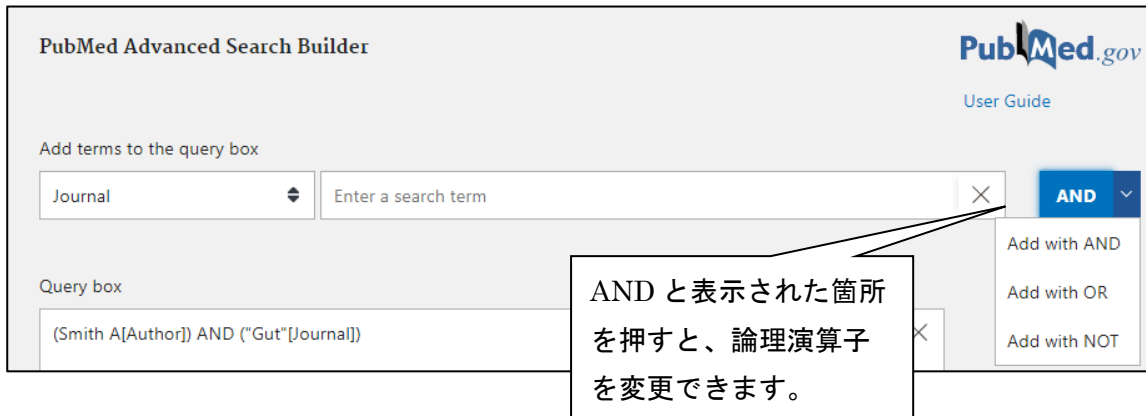 PubMed Advanced Search Builder
PubMed.gov
User Guide
Add terms to the query box
Journal
Enter a search term
AND
Add with AND
Add with OR
Add with NOT
Query box
(Smith A[Author]) AND ("Gut"[Journal])
AND と表示された箇所
を押すと、論理演算子
を変更できます。